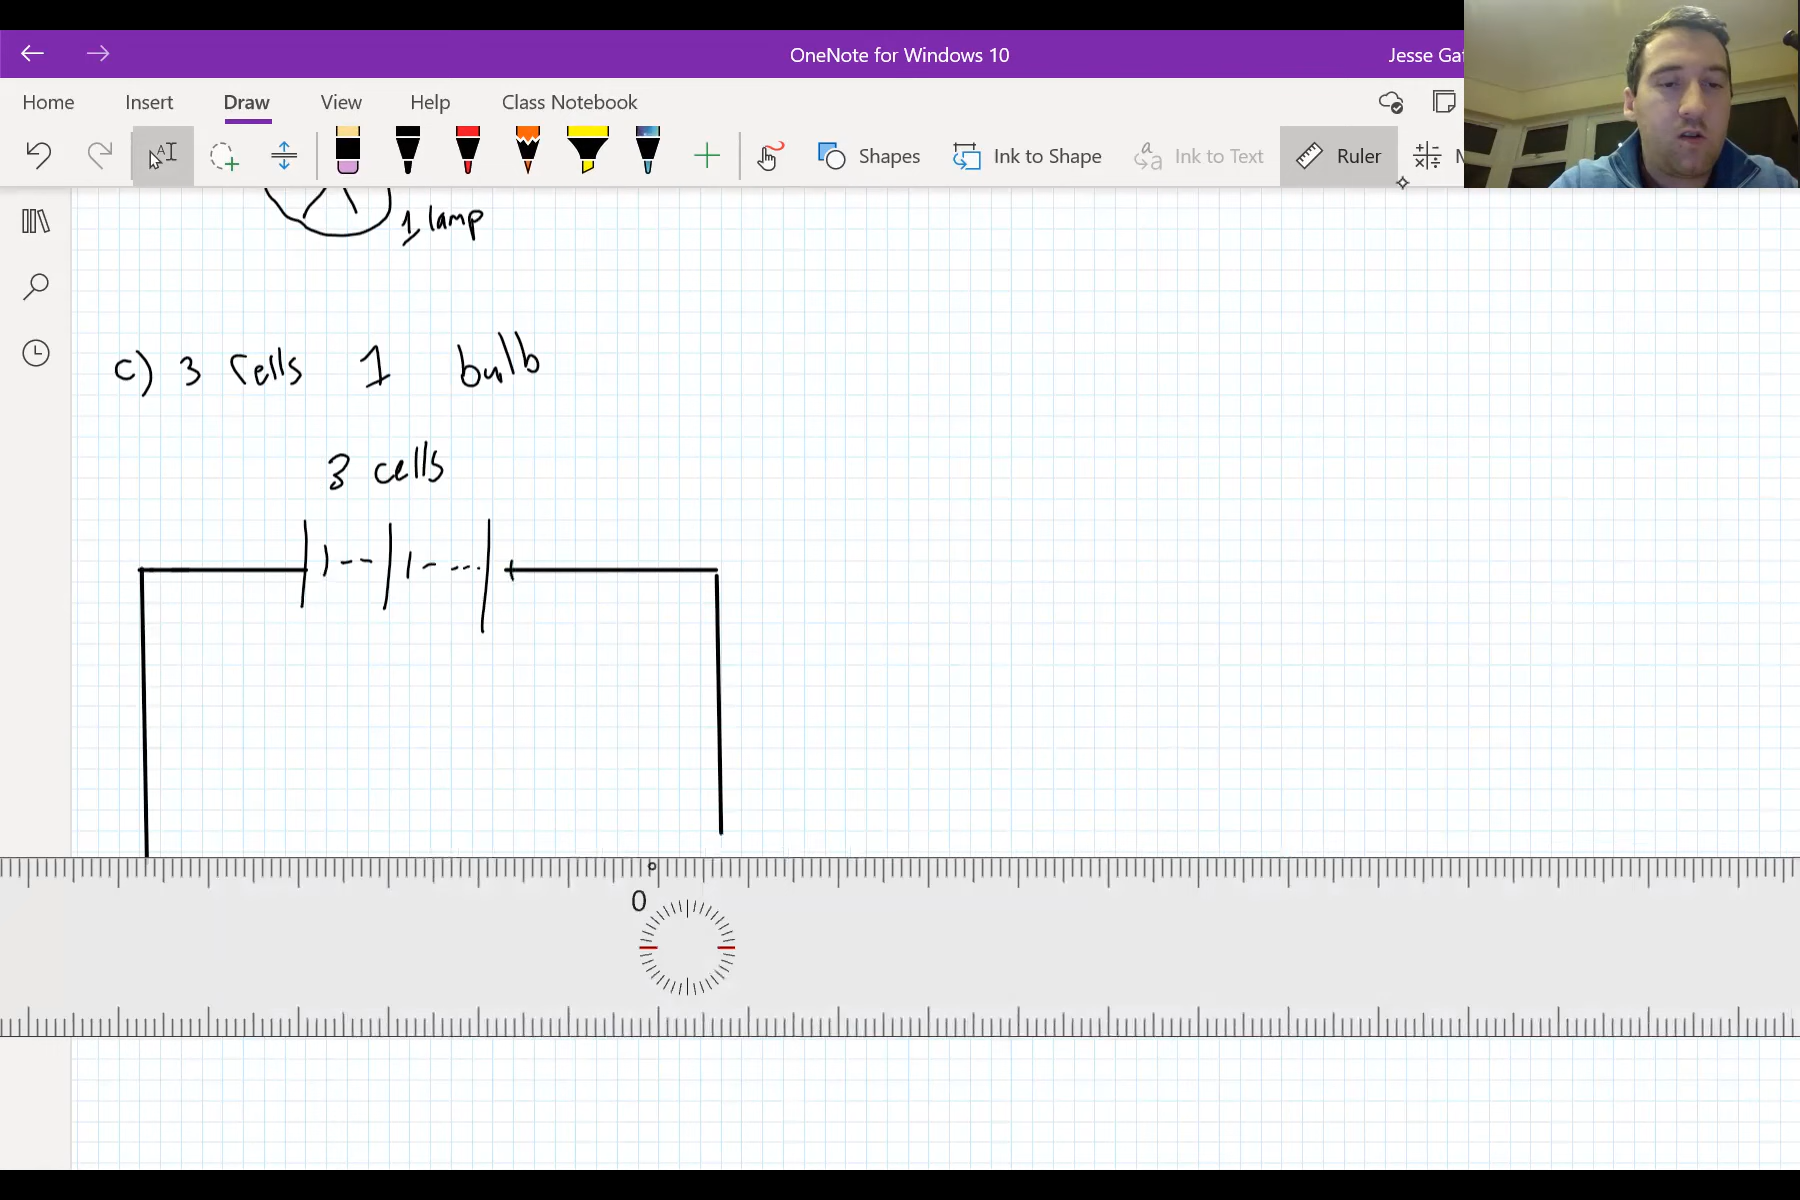 OneNote for Windows 10
Jesse Gaf
Home Insert Draw View Help Class Notebook
Shapes Ink to Shape Ink to Text Ruler M
1 lamp
c) 3 cells 1 bulb
3 cells
0